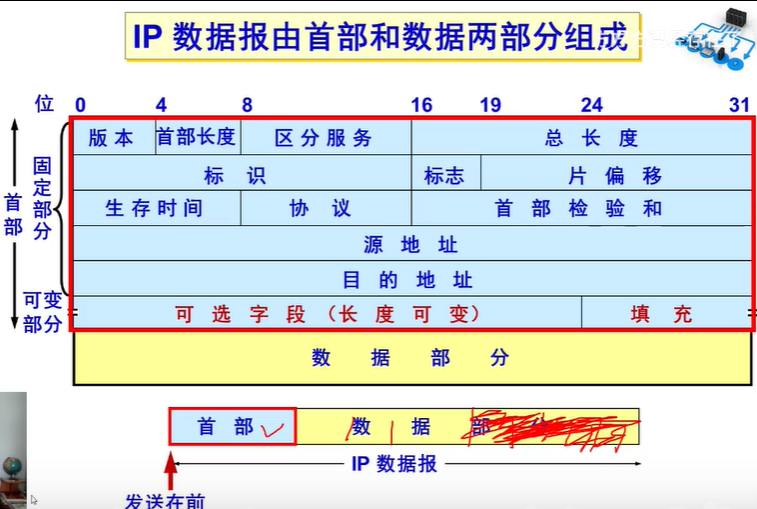 IP 数据报由首部和数据两部分组成
位 0 4 8 16 19 24 31
版本 首部长度 区分服务 总长度
标识 标志 片偏移
生存时间 协议 首部检验和
源地址
目的地址
可选字段（长度可变） 填充
数据部分
首部
固定部分
可变部分
首部 数据部分
IP 数据报
发送在前